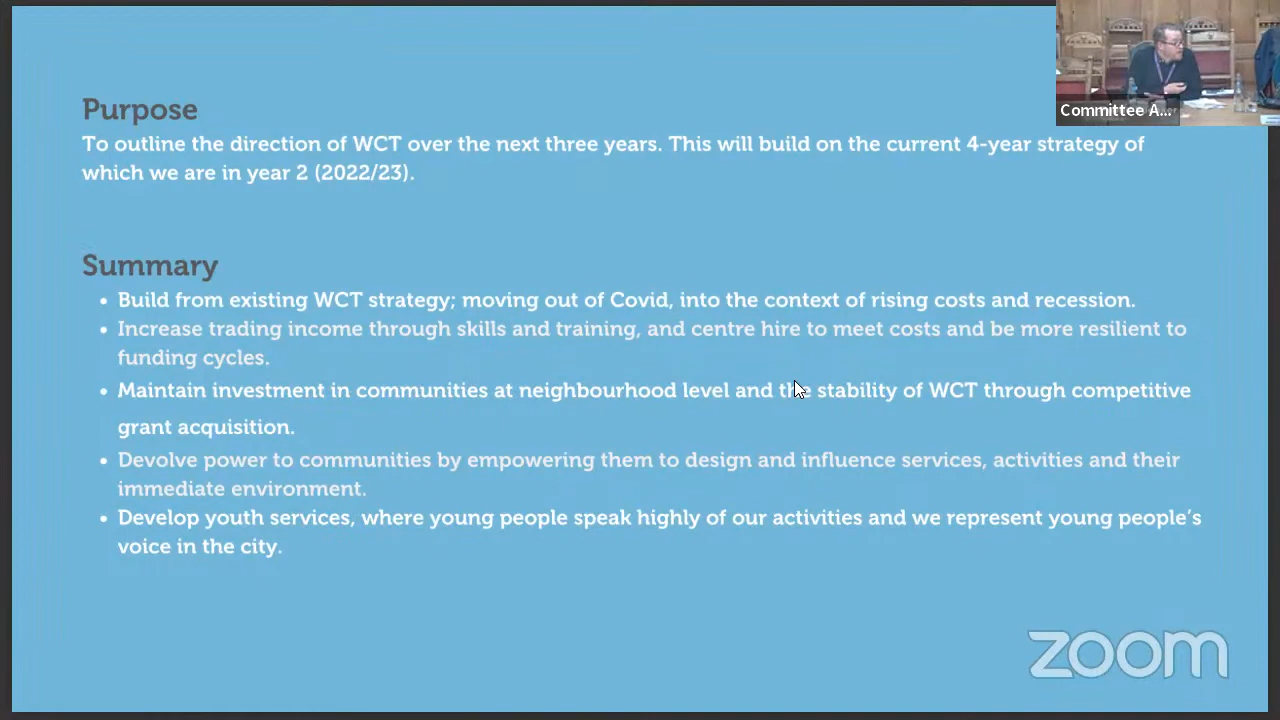 Committee A...
Purpose
To outline the direction of WCT over the next three years. This will build on the current 4-year strategy of
which we are in year 2 (2022/23).
Summary
• Build from existing WCT strategy; moving out of Covid, into the context of rising costs and recession.
• Increase trading income through skills and training, and centre hire to meet costs and be more resilient to
funding cycles.
• Maintain investment in communities at neighbourhood level and the stability of WCT through competitive
grant acquisition.
• Devolve power to communities by empowering them to design and influence services, activities and their
immediate environment.
• Develop youth services, where young people speak highly of our activities and we represent young people's
voice in the city.
zoom